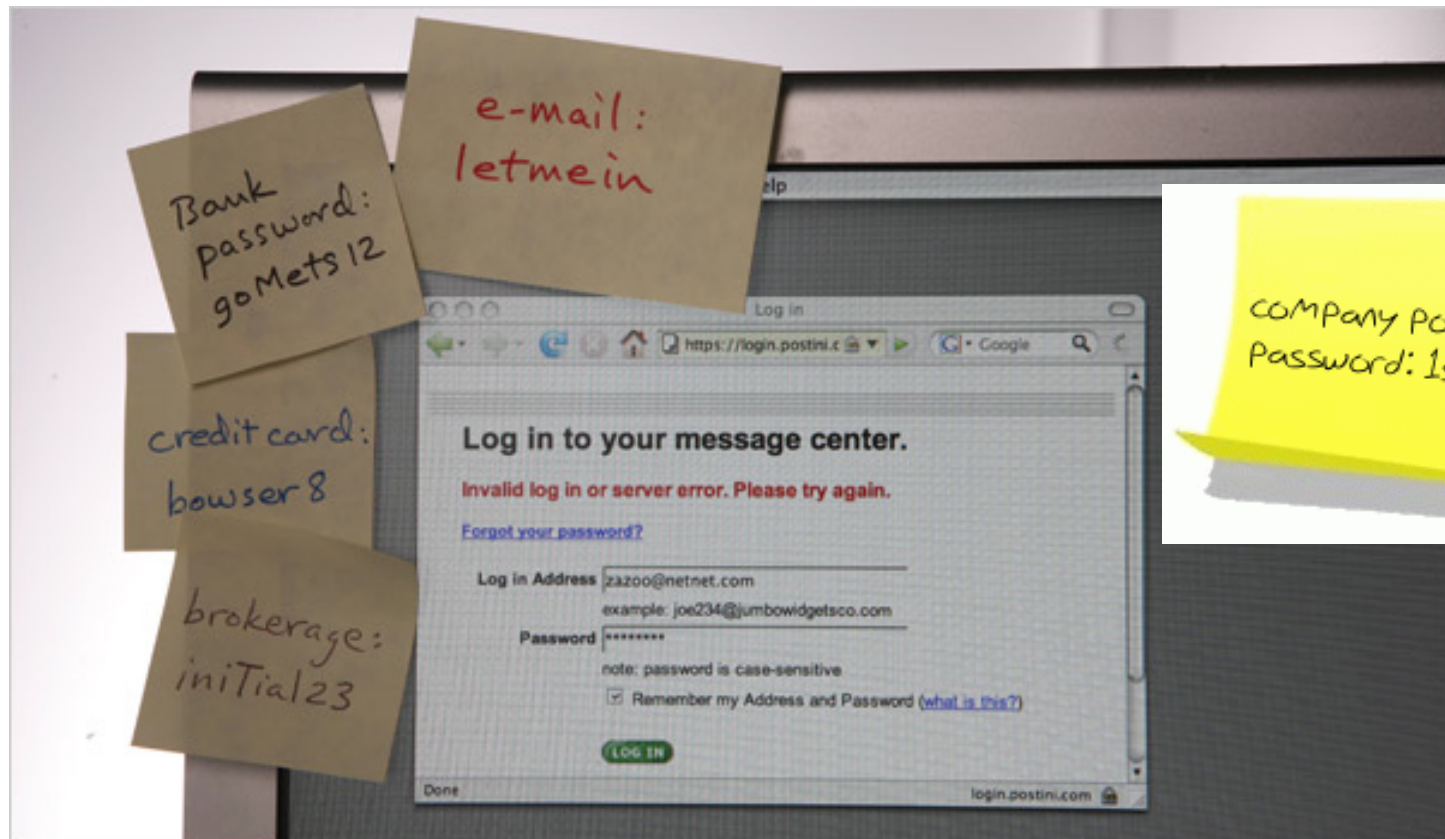 e-mail:
letmein
Bank
password:
goMets12
credit card:
bowser8
brokerage:
iniTial23
company
Password:
Log in
https://login.postini.c
Google
Log in to your message center.
Invalid log in or server error. Please try again.
Forgot your password?
Log in Address zazoo@netnet.com
example: joe234@jumbowidgetsco.com
Password ********
note: password is case-sensitive
Remember my Address and Password (what is this?)
LOG IN
Done
login.postini.com